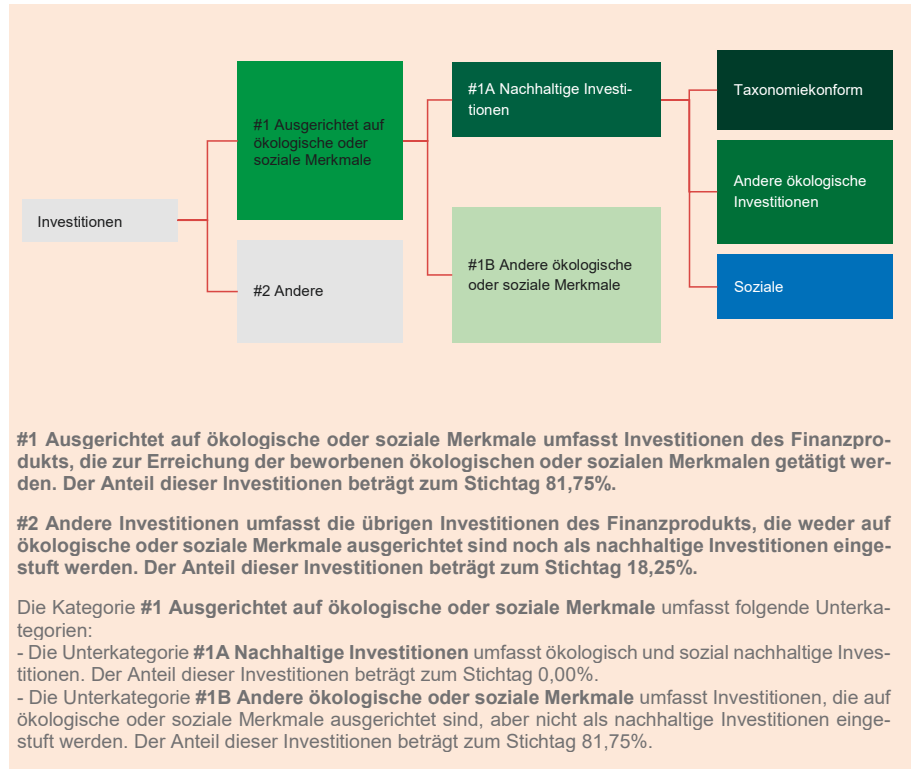 Investitionen
#1 Ausgerichtet auf
ökologische oder
soziale Merkmale
#2 Andere
#1A Nachhaltige Investi-
tionen
#1B Andere ökologische
oder soziale Merkmale
Taxonomiekonform
Andere ökologische
Investitionen
Soziale
#1 Ausgerichtet auf ökologische oder soziale Merkmale umfasst Investitionen des Finanzpro-
dukts, die zur Erreichung der beworbenen ökologischen oder sozialen Merkmalen getätigt wer-
den. Der Anteil dieser Investitionen beträgt zum Stichtag 81,75%.
#2 Andere Investitionen umfasst die übrigen Investitionen des Finanzprodukts, die weder auf
ökologische oder soziale Merkmale ausgerichtet sind noch als nachhaltige Investitionen einge-
stuft werden. Der Anteil dieser Investitionen beträgt zum Stichtag 18,25%.
Die Kategorie #1 Ausgerichtet auf ökologische oder soziale Merkmale umfasst folgende Unterka-
tegorien:
- Die Unterkategorie #1A Nachhaltige Investitionen umfasst ökologisch und sozial nachhaltige Inves-
titionen. Der Anteil dieser Investitionen beträgt zum Stichtag 0,00%.
- Die Unterkategorie #1B Andere ökologische oder soziale Merkmale umfasst Investitionen, die auf
ökologische oder soziale Merkmale ausgerichtet sind, aber nicht als nachhaltige Investitionen einge-
stuft werden. Der Anteil dieser Investitionen beträgt zum Stichtag 81,75%.